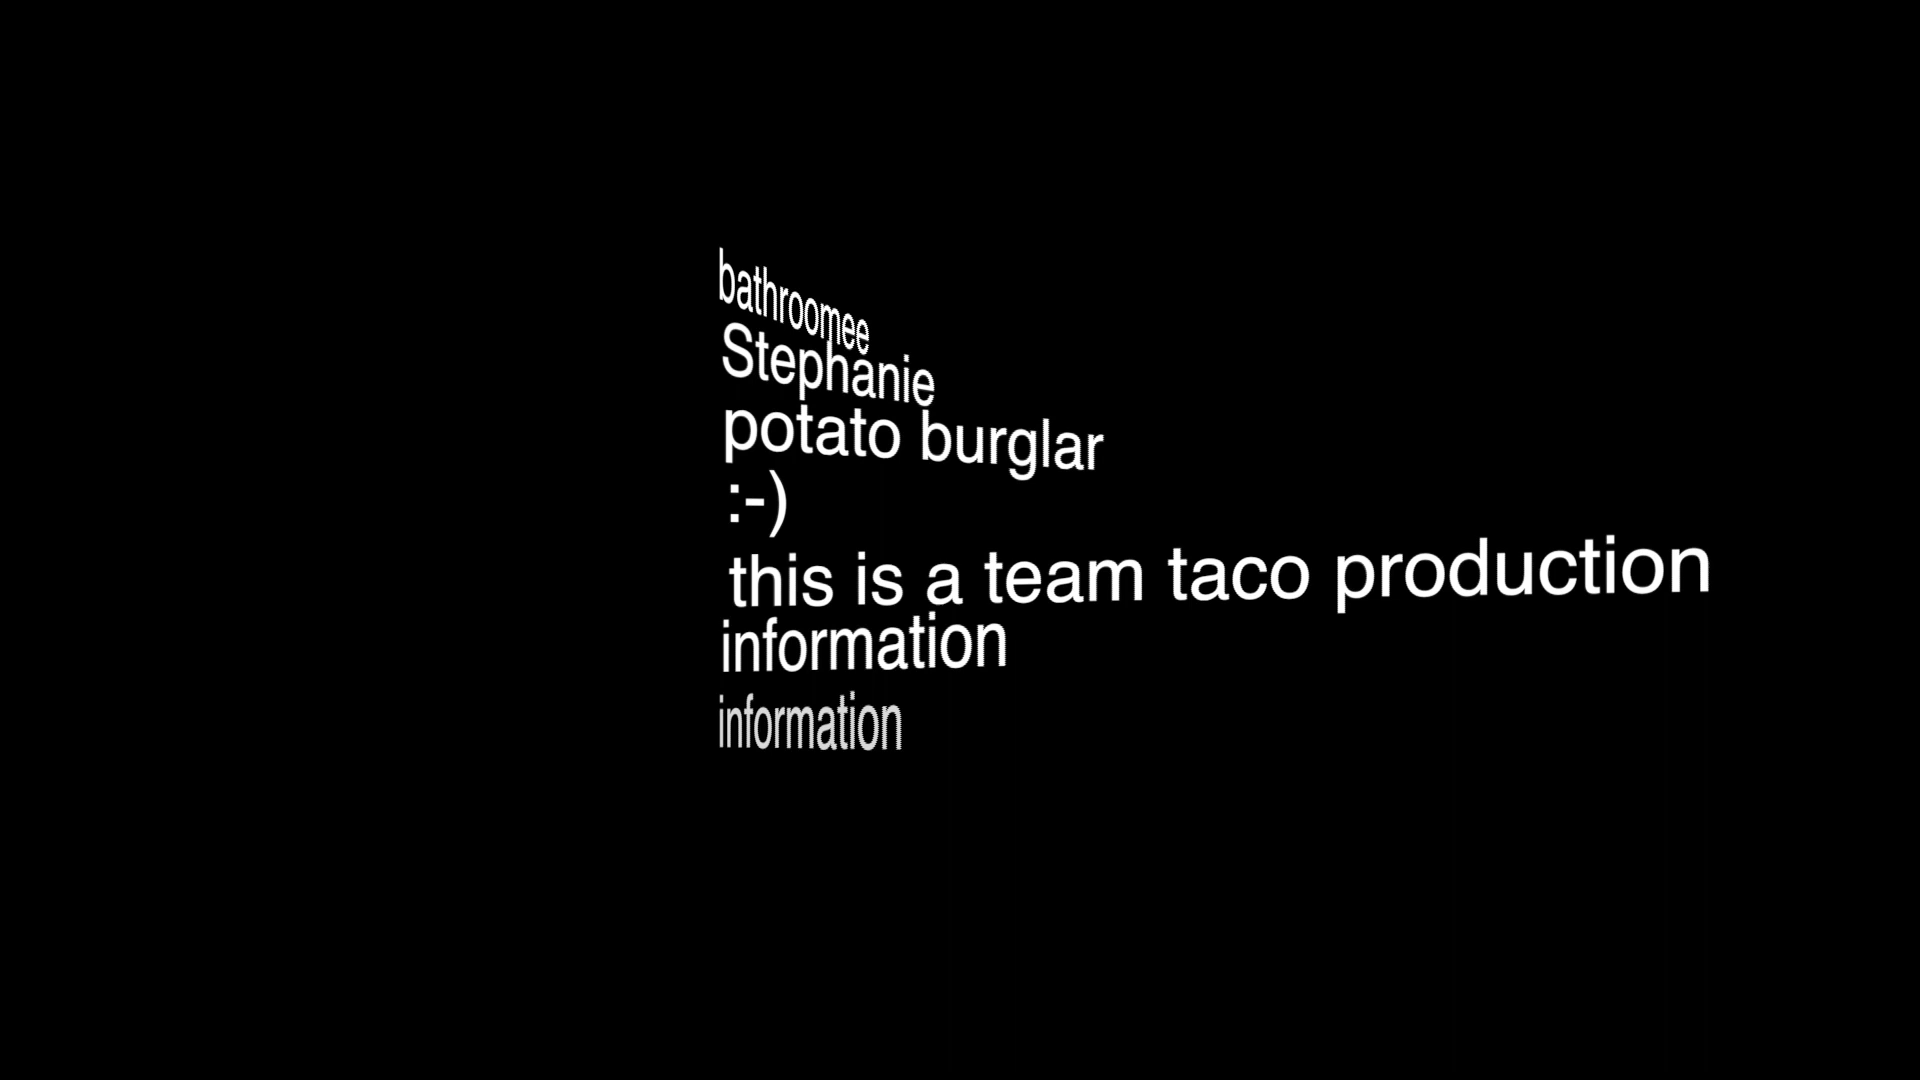 bathroomee
Stephanie
potato burglar
:-)
this is a team taco production
information
information